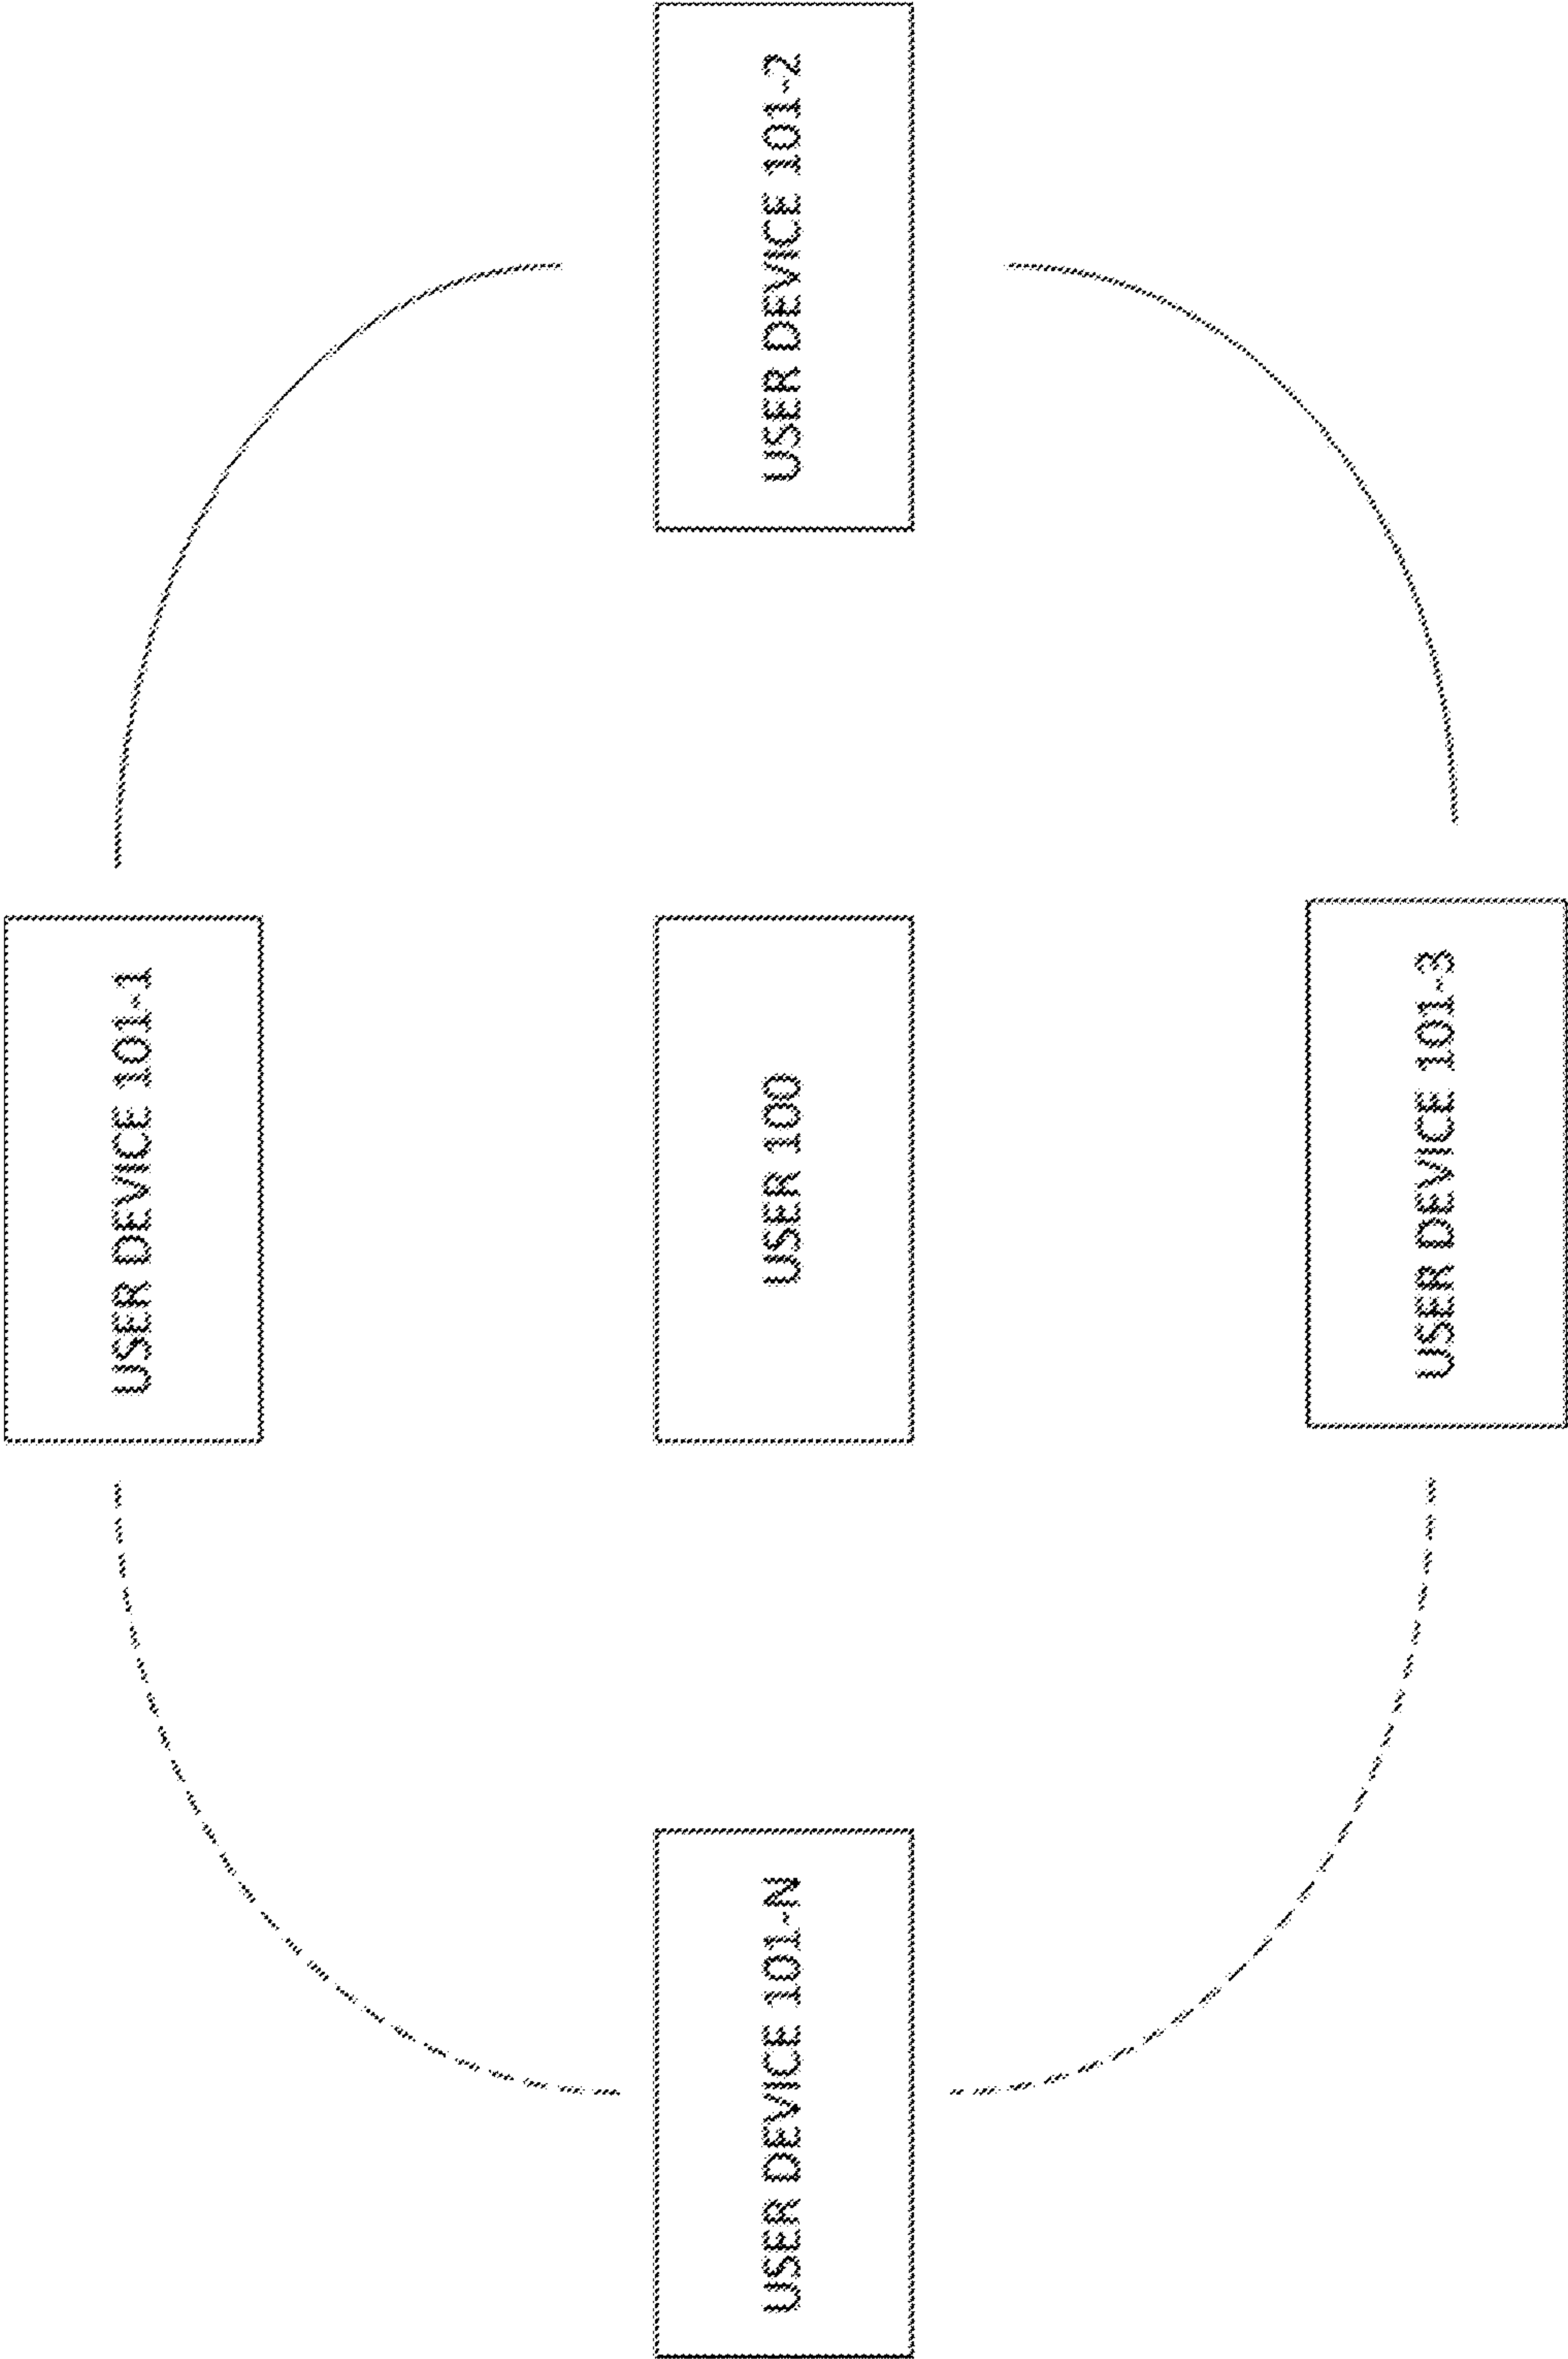 USER DEVICE 101-1
USER DEVICE 101-N
USER 100
USER DEVICE 101-2
USER DEVICE 101-3